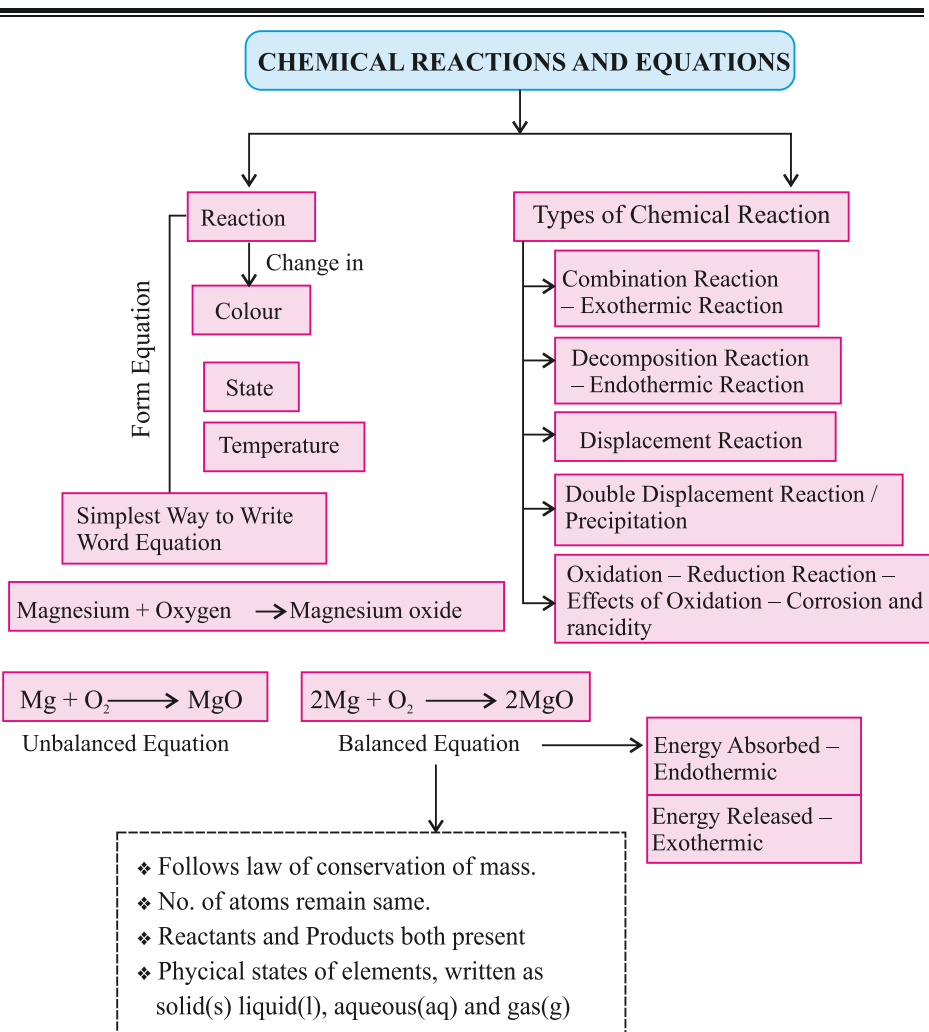 CHEMICAL REACTIONS AND EQUATIONS
Reaction
Change in
Colour
State
Temperature
Form Equation
Simplest Way to Write
Word Equation
Magnesium + Oxygen → Magnesium oxide
Types of Chemical Reaction
Combination Reaction
– Exothermic Reaction
Decomposition Reaction
– Endothermic Reaction
Displacement Reaction
Double Displacement Reaction /
Precipitation
Oxidation – Reduction Reaction –
Effects of Oxidation – Corrosion and
rancidity
Mg + O₂ → MgO
Unbalanced Equation
2Mg + O₂ → 2MgO
Balanced Equation
Energy Absorbed –
Endothermic
Energy Released –
Exothermic
❖ Follows law of conservation of mass.
❖ No. of atoms remain same.
❖ Reactants and Products both present
❖ Phycical states of elements, written as
solid(s) liquid(l), aqueous(aq) and gas(g)